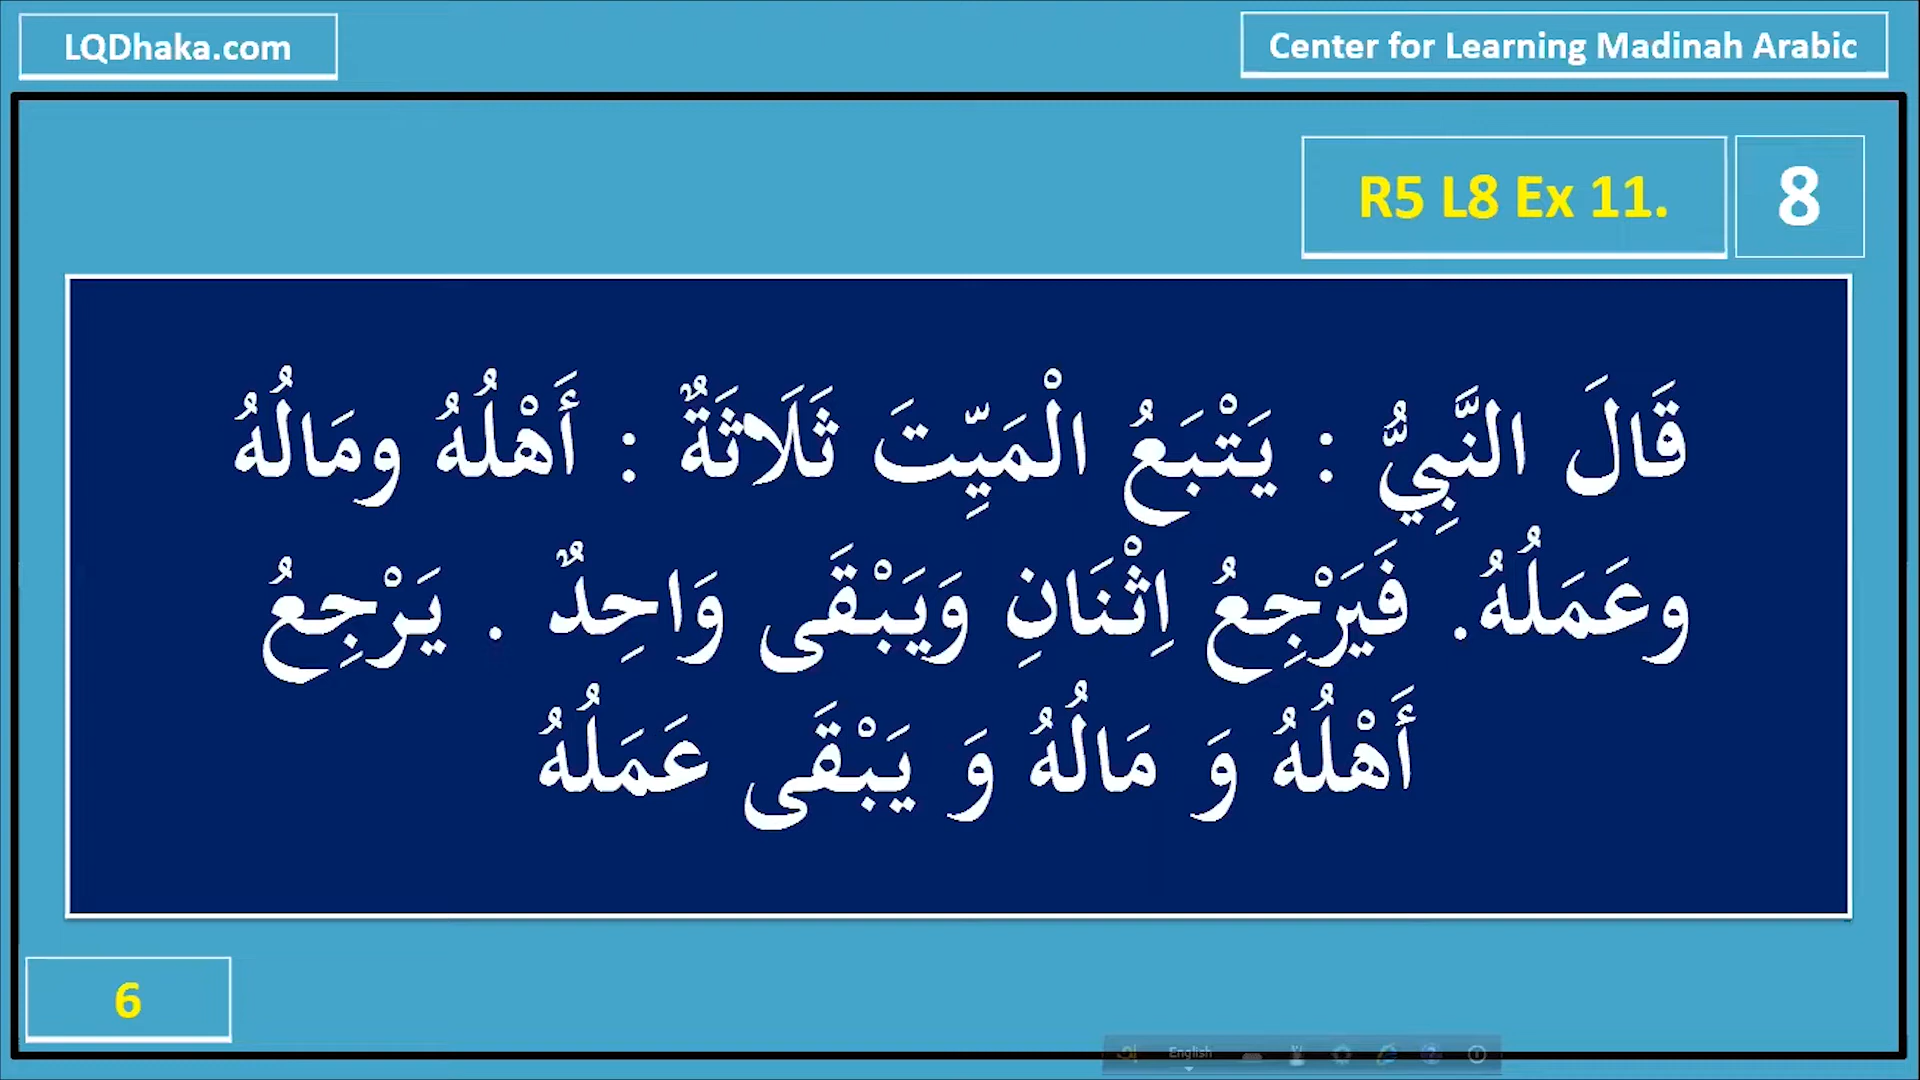 LQDhaka.com
Center for Learning Madinah Arabic
R5 L8 Ex 11.
8
قَالَ النَّبِيُّ : يَتْبَعُ الْمَيِّتَ ثَلَاثَةٌ : أَهْلُهُ ومَالُهُ
وعَمَلُهُ. فَيَرْجِعُ اِثْنَانِ وَيَبْقَى وَاحِدٌ . يَرْجِعُ
أَهْلُهُ وَ مَالُهُ وَ يَبْقَى عَمَلُهُ
6
English